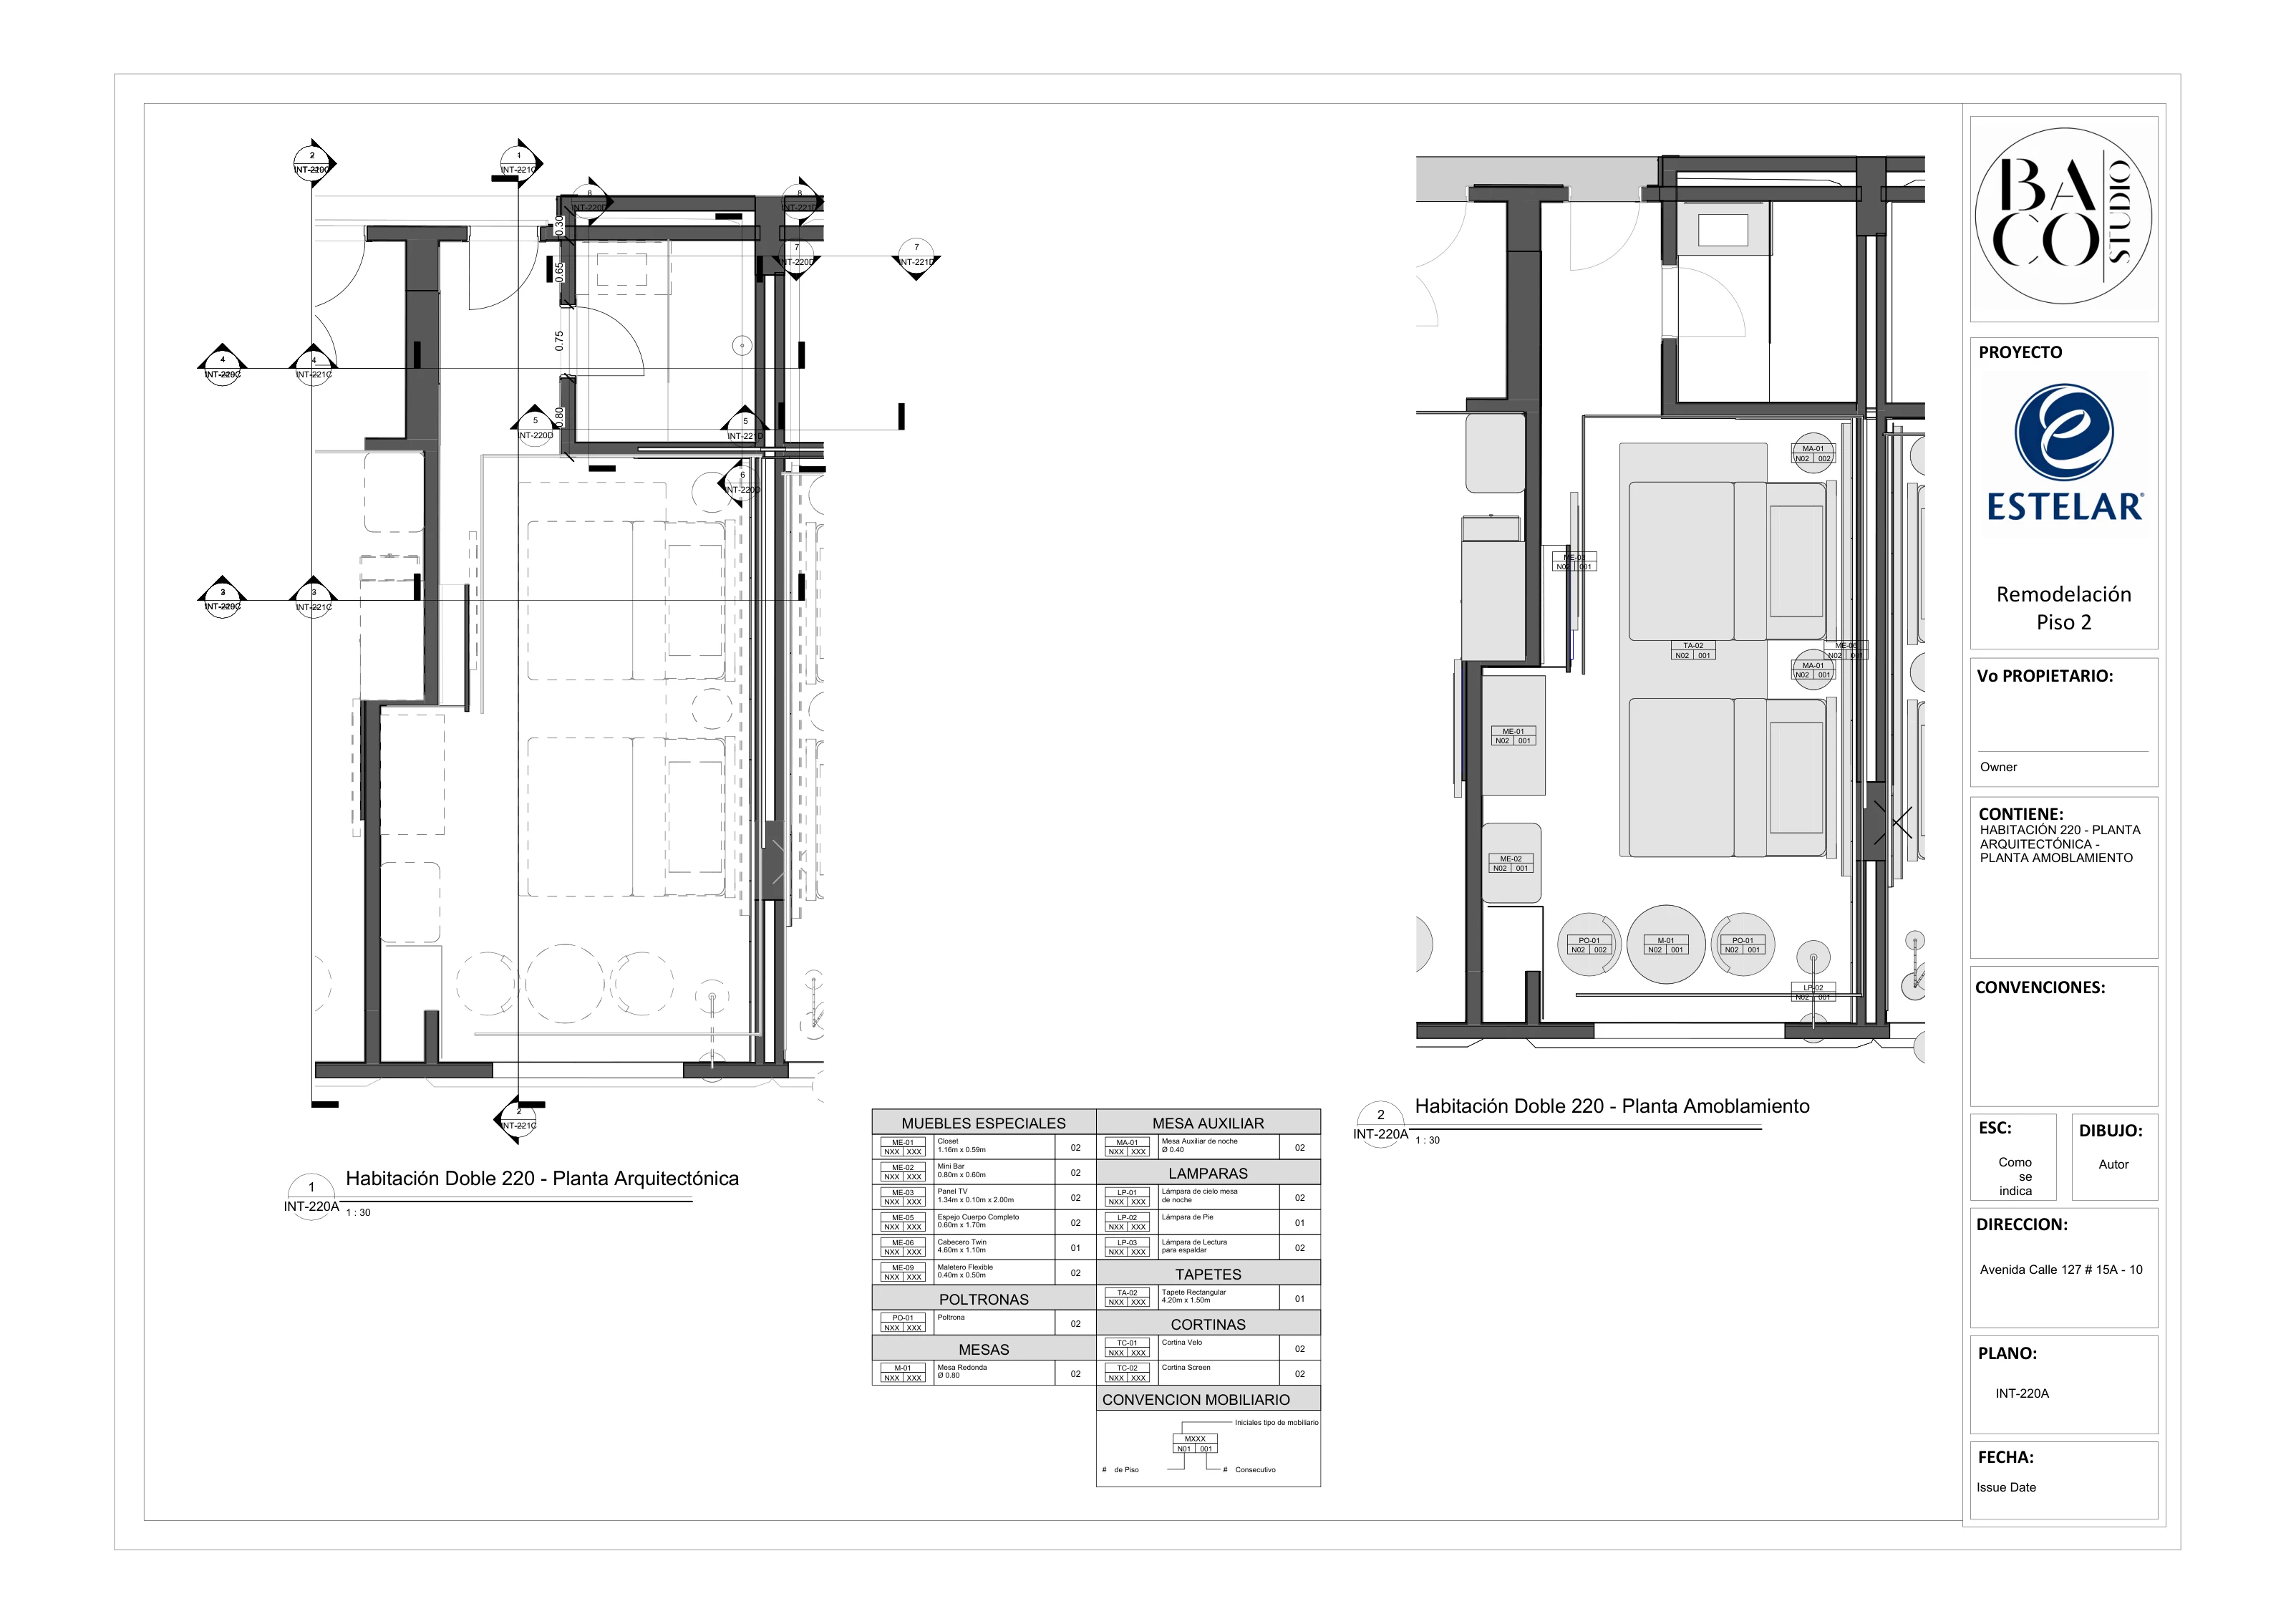 2
INT-220C
1
INT-221C
8
INT-220D
8
INT-221D
7
INT-220D
7
INT-221D
0.30
0.65
0.75
0.80
4
4
INT-221C
5
INT-220D
5
INT-221D
6
INT-220D
3
3
INT-221C
2
INT-221C
1
INT-220A
Habitación Doble 220 - Planta Arquitectónica
1 : 30
MA-01
N02 002
ME-03
N02 001
TA-02
N02 001
ME-06
N02 001
MA-01
N02 001
ME-01
N02 001
ME-02
N02 001
PO-01
N02 002
M-01
N02 001
PO-01
N02 001
LP-02
N02 001
2
INT-220A
Habitación Doble 220 - Planta Amoblamiento
1 : 30
MUEBLES ESPECIALES
ME-01
NXX XXX
Closet
1.16m x 0.59m
02
ME-02
NXX XXX
Mini Bar
0.80m x 0.60m
02
ME-03
NXX XXX
Panel TV
1.34m x 0.10m x 2.00m
02
ME-05
NXX XXX
Espejo Cuerpo Completo
0.60m x 1.70m
02
ME-06
NXX XXX
Cabecero Twin
4.60m x 1.10m
01
ME-09
NXX XXX
Maletero Flexible
0.40m x 0.50m
02
POLTRONAS
PO-01
NXX XXX
Poltrona
02
MESAS
M-01
NXX XXX
Mesa Redonda
Ø 0.80
02
MESA AUXILIAR
MA-01
NXX XXX
Mesa Auxiliar de noche
Ø 0.40
02
LAMPARAS
LP-01
NXX XXX
Lámpara de cielo mesa
de noche
02
LP-02
NXX XXX
Lámpara de Pie
01
LP-03
NXX XXX
Lámpara de Lectura
para espaldar
02
TAPETES
TA-02
NXX XXX
Tapete Rectangular
4.20m x 1.50m
01
CORTINAS
TC-01
NXX XXX
Cortina Velo
02
TC-02
NXX XXX
Cortina Screen
02
CONVENCION MOBILIARIO
Iniciales tipo de mobiliario
MXXX
N01 001
# de Piso
# Consecutivo
BA
CO
STUDIO
PROYECTO
ESTELAR
Remodelación
Piso 2
Vo PROPIETARIO:
Owner
CONTIENE:
HABITACIÓN 220 - PLANTA
ARQUITECTÓNICA -
PLANTA AMOBLAMIENTO
CONVENCIONES:
ESC:
Como
se
indica
DIBUJO:
Autor
DIRECCION:
Avenida Calle 127 # 15A - 10
PLANO:
INT-220A
FECHA:
Issue Date